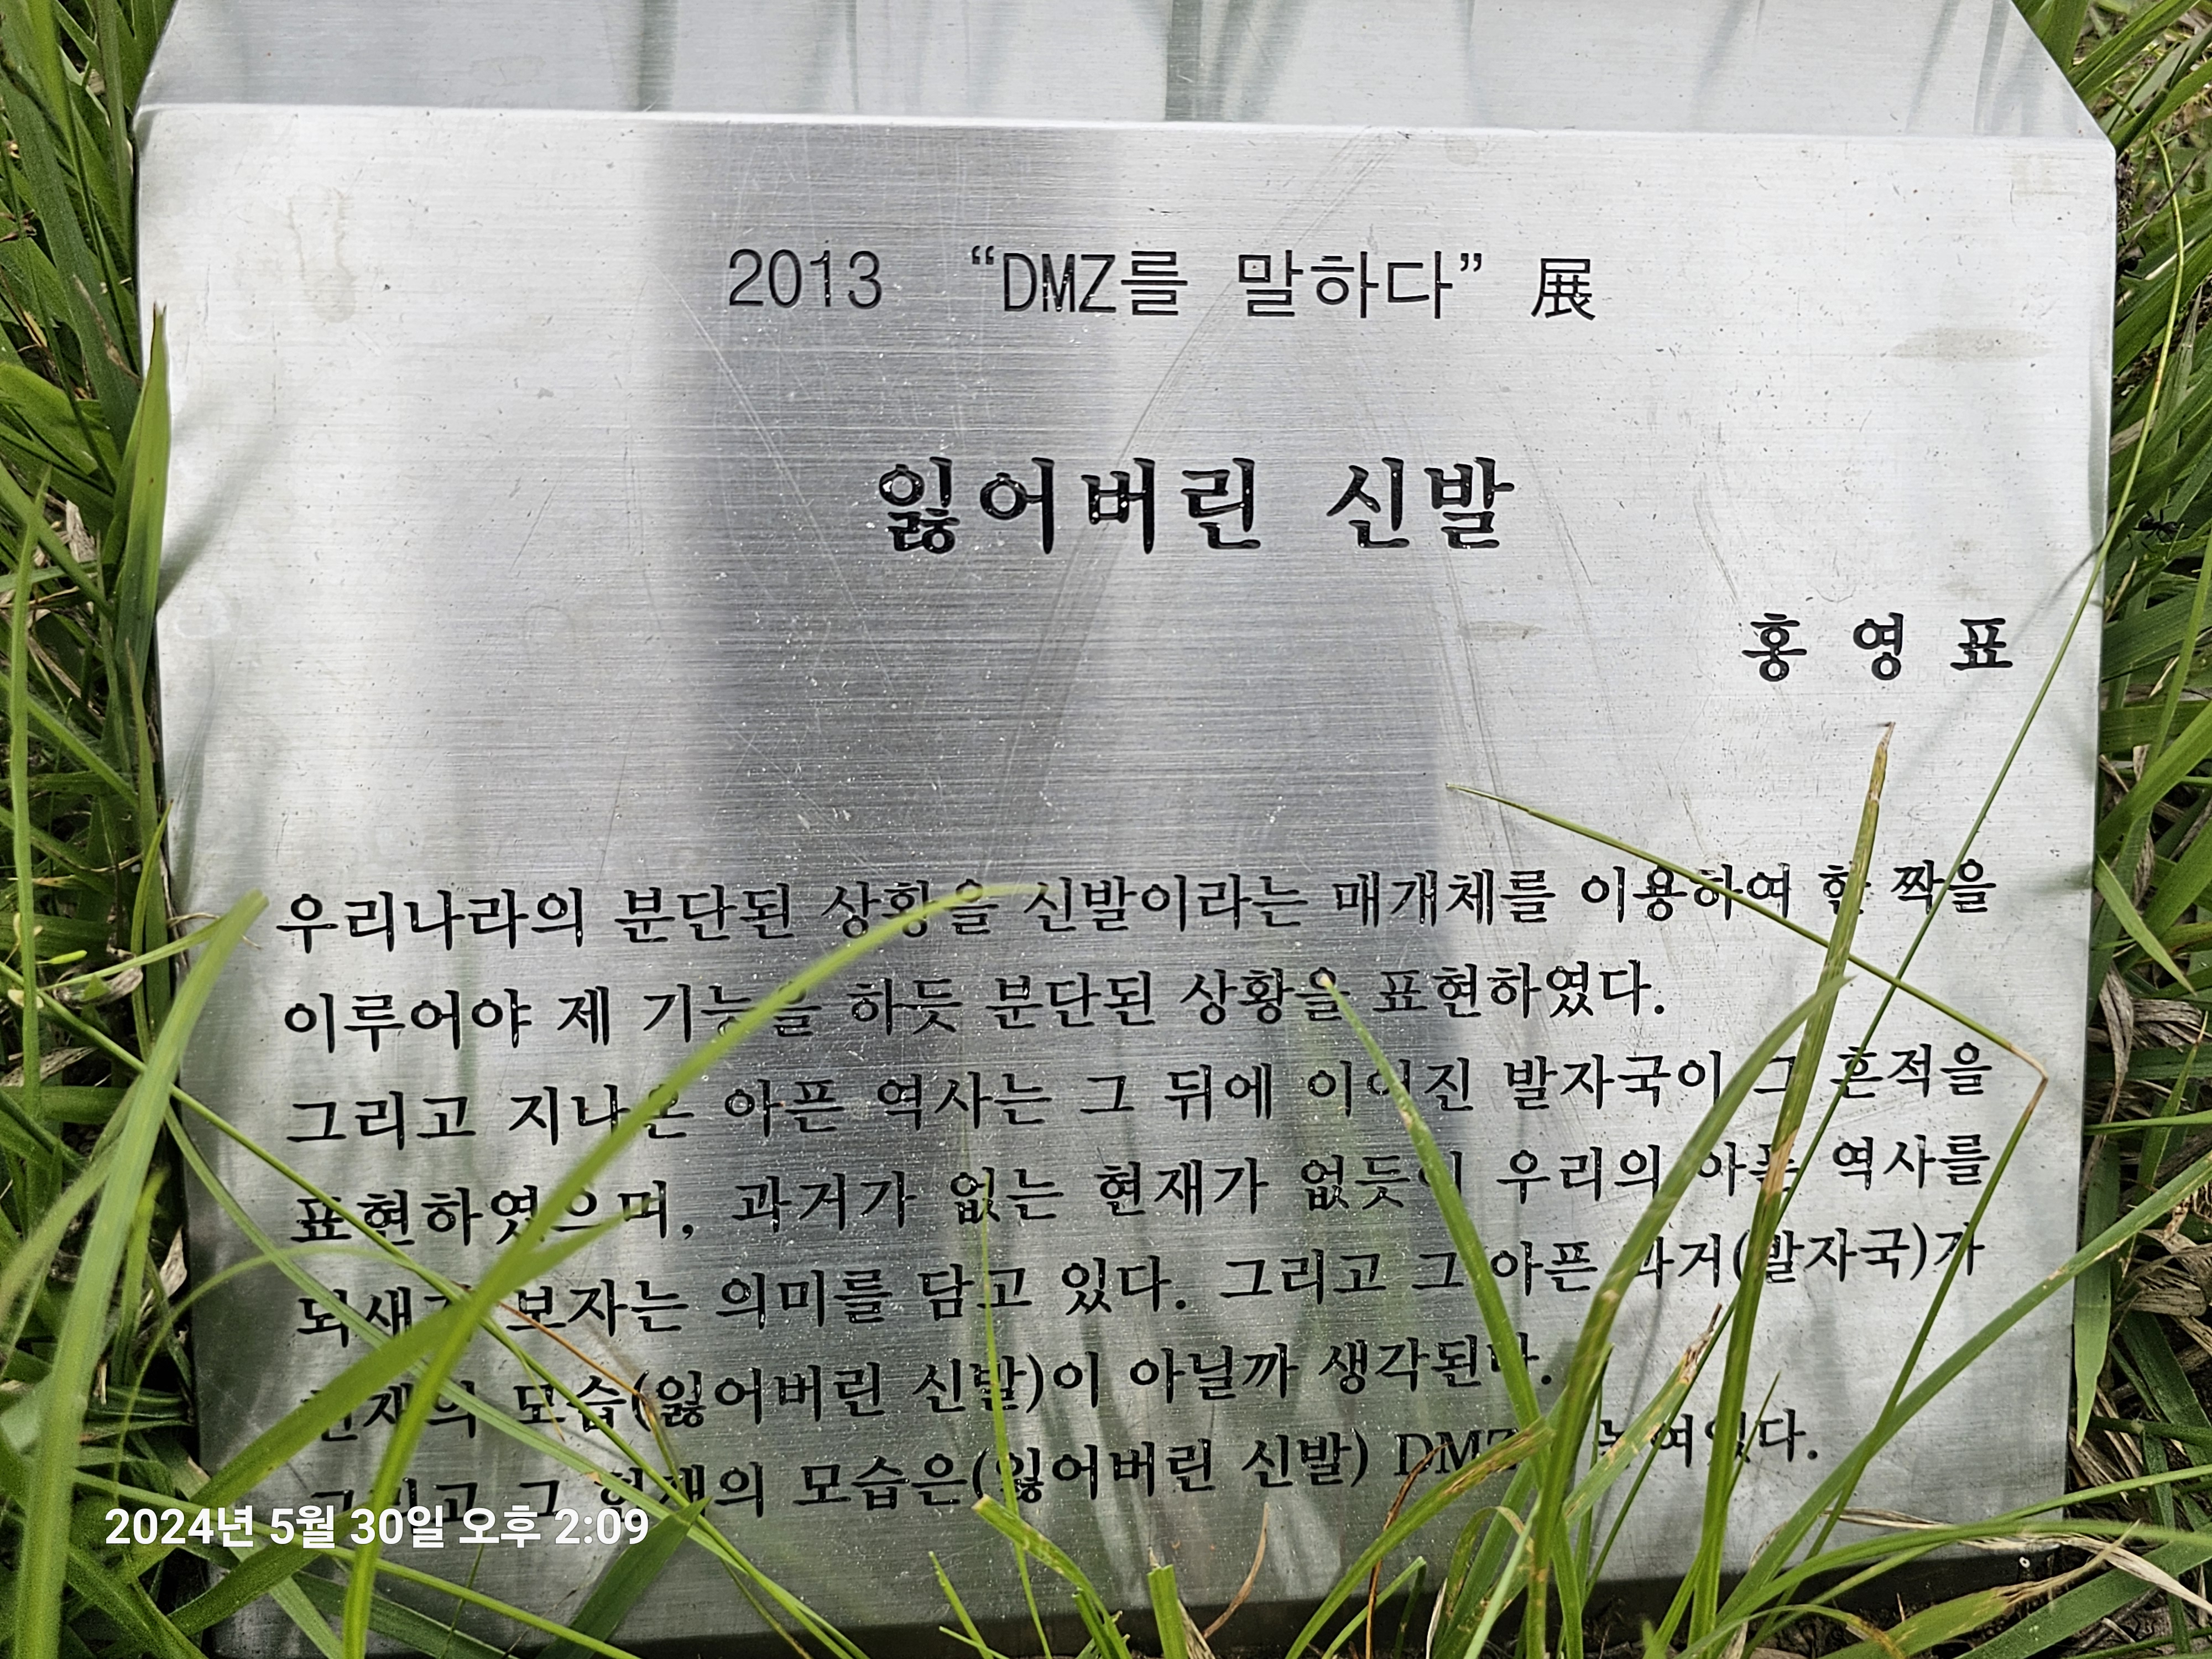 2013 “DMZ를 말하다” 展
잃어버린 신발
홍 영 표
우리나라의 분단된 상황을 신발이라는 매개체를 이용하여 한 짝을
이루어야 제 기능을 하듯 분단된 상황을 표현하였다.
그리고 지나온 아픈 역사는 그 뒤에 이어진 발자국이 그 흔적을
표현하였으며, 과거가 없는 현재가 없듯이 우리의 아픈 역사를
되새겨 보자는 의미를 담고 있다. 그리고 그 아픈 과거(발자국)가
현재의 모습(잃어버린 신발)이 아닐까 생각된다.
그리고 그 현재의 모습은(잃어버린 신발) DMZ 놓여있다.
2024년 5월 30일 오후 2:09